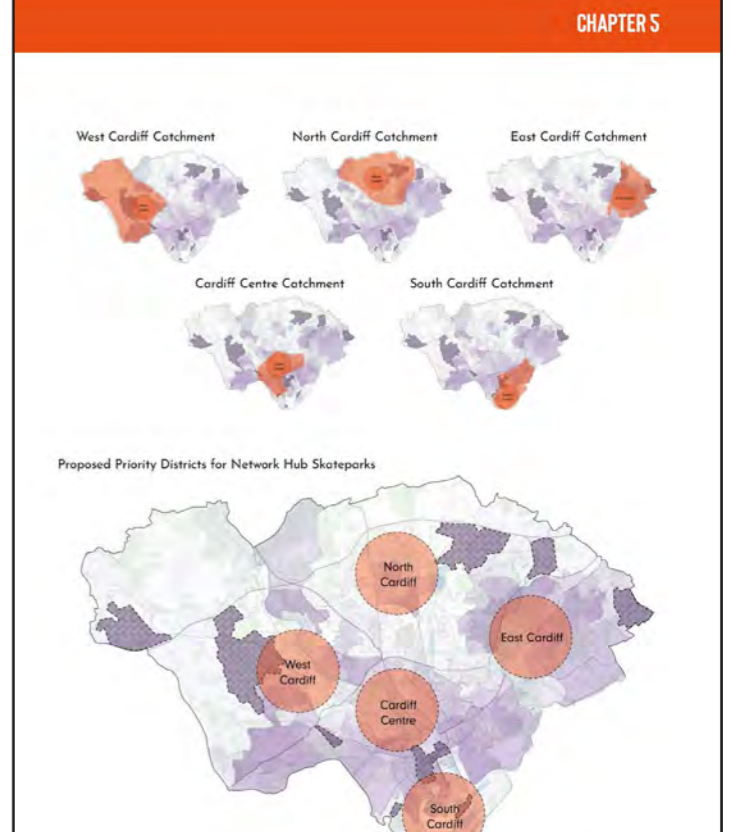 CHAPTER 5
West Cardiff Catchment
North Cardiff Catchment
East Cardiff Catchment
Cardiff Centre Catchment
South Cardiff Catchment
Proposed Priority Districts for Network Hub Skateparks
North
Cardiff
East Cardiff
West
Cardiff
Cardiff
Centre
South
Cardiff